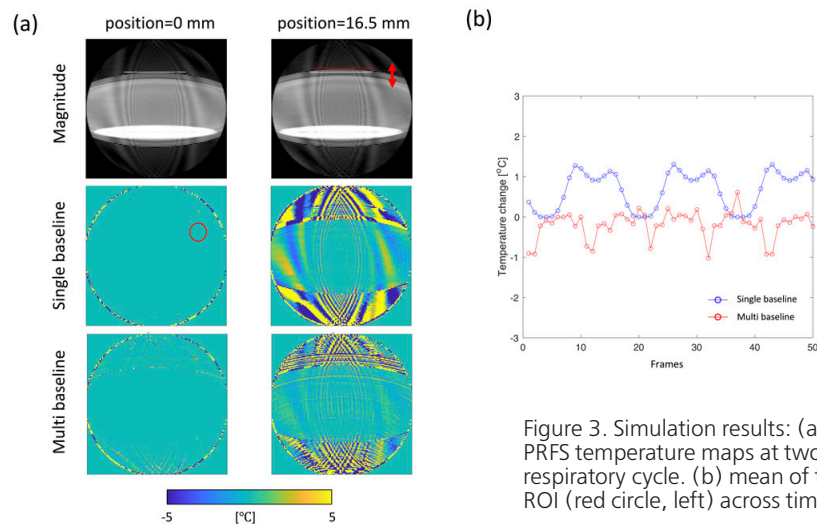 (a)
position=0 mm
position=16.5 mm
Magnitude
Single baseline
Multi baseline
-5
[°C]
5
(b)
Temperature change [°C]
3
2
1
0
-1
-2
-3
0
10
20
30
40
50
Frames
Single baseline
Multi baseline
Figure 3. Simulation results: (a
PRFS temperature maps at two
respiratory cycle. (b) mean of
ROI (red circle, left) across tim